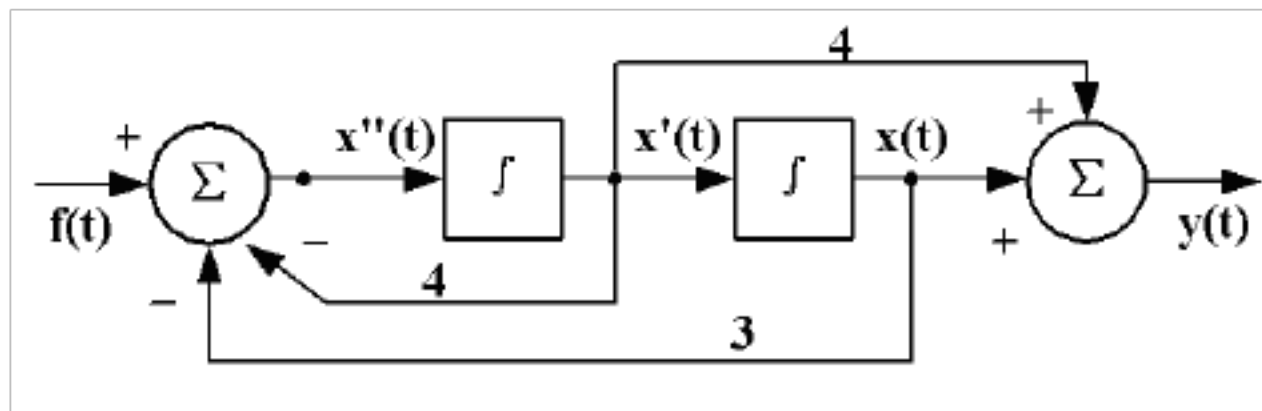 4
+
x''(t)
x'(t)
x(t)
+
Σ
∫
∫
Σ
f(t)
−
+
y(t)
−
4
3